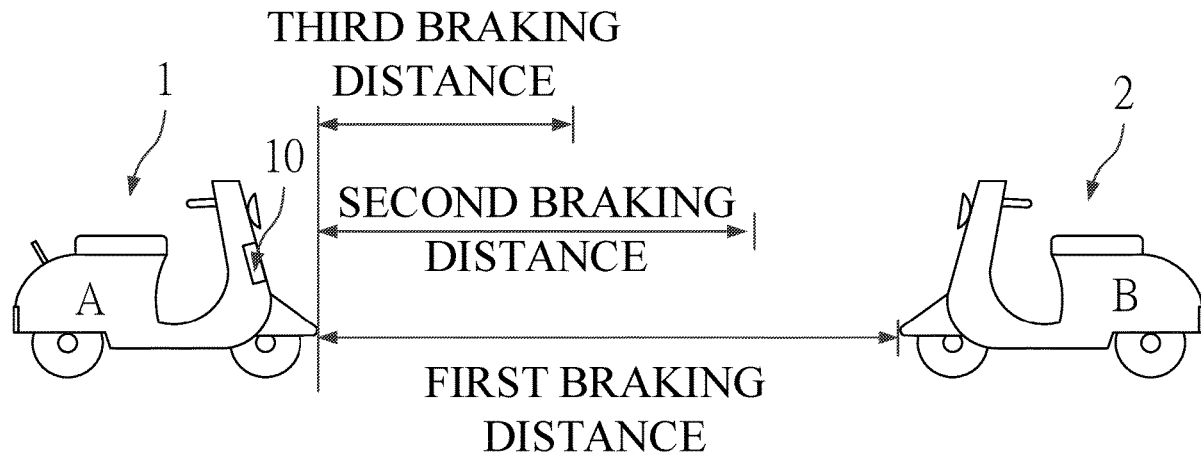 THIRD BRAKING
DISTANCE
1
2
10
SECOND BRAKING
DISTANCE
A
B
FIRST BRAKING
DISTANCE